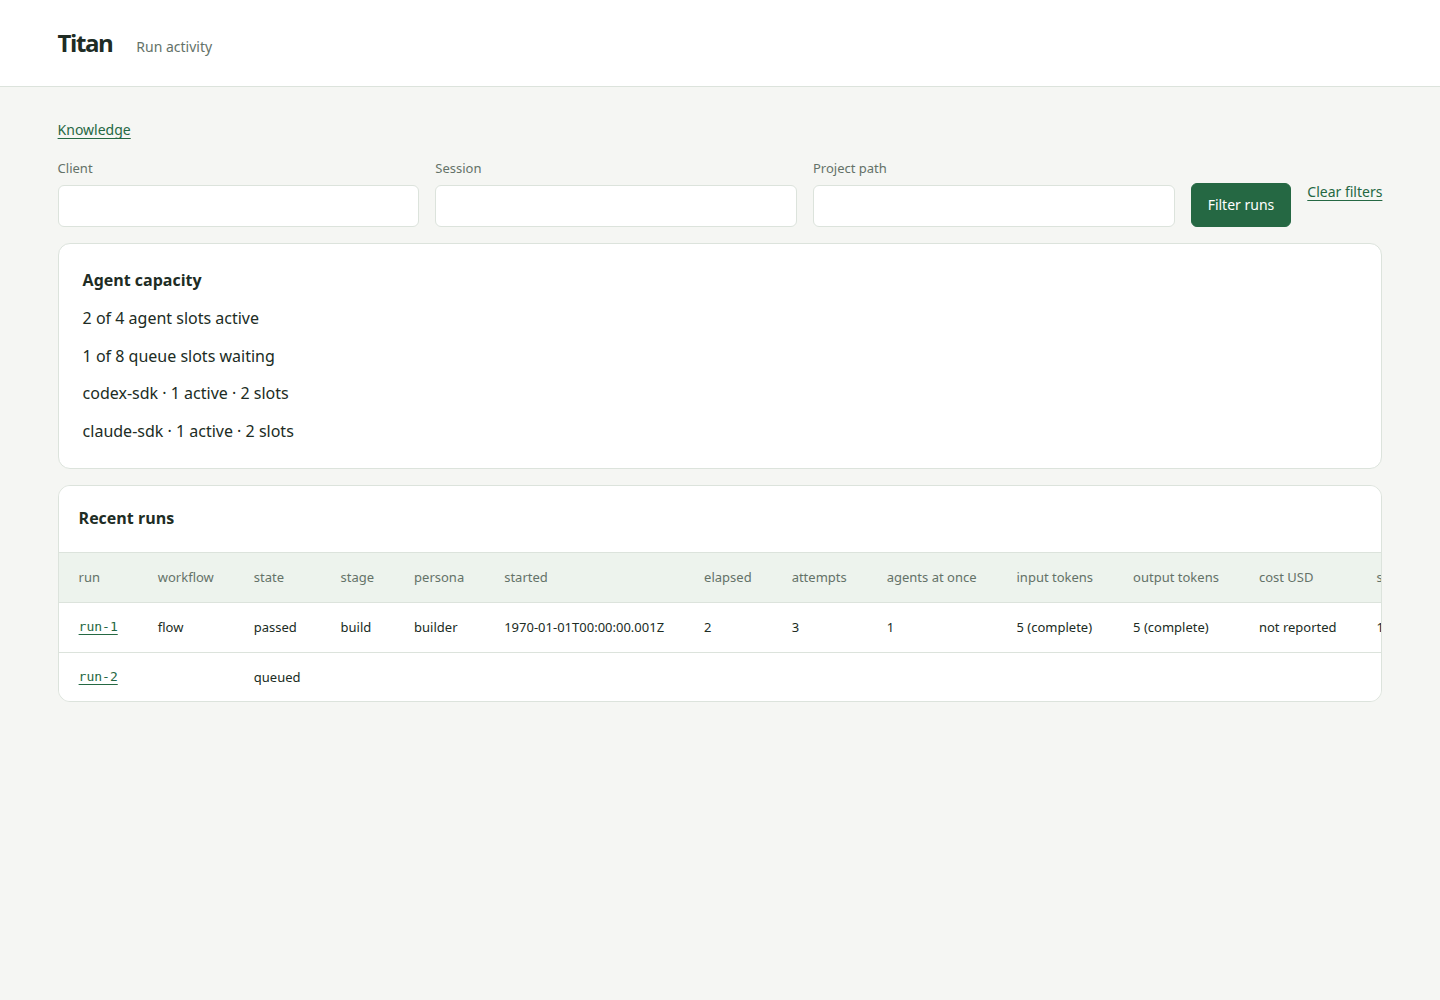 Titan Run activity
Knowledge
Client Session Project path
Filter runs Clear filters
Agent capacity
2 of 4 agent slots active
1 of 8 queue slots waiting
codex-sdk · 1 active · 2 slots
claude-sdk · 1 active · 2 slots
Recent runs
run workflow state stage persona started elapsed attempts agents at once input tokens output tokens cost USD
run-1 flow passed build builder 1970-01-01T00:00:00.001Z 2 3 1 5 (complete) 5 (complete) not reported
run-2 queued